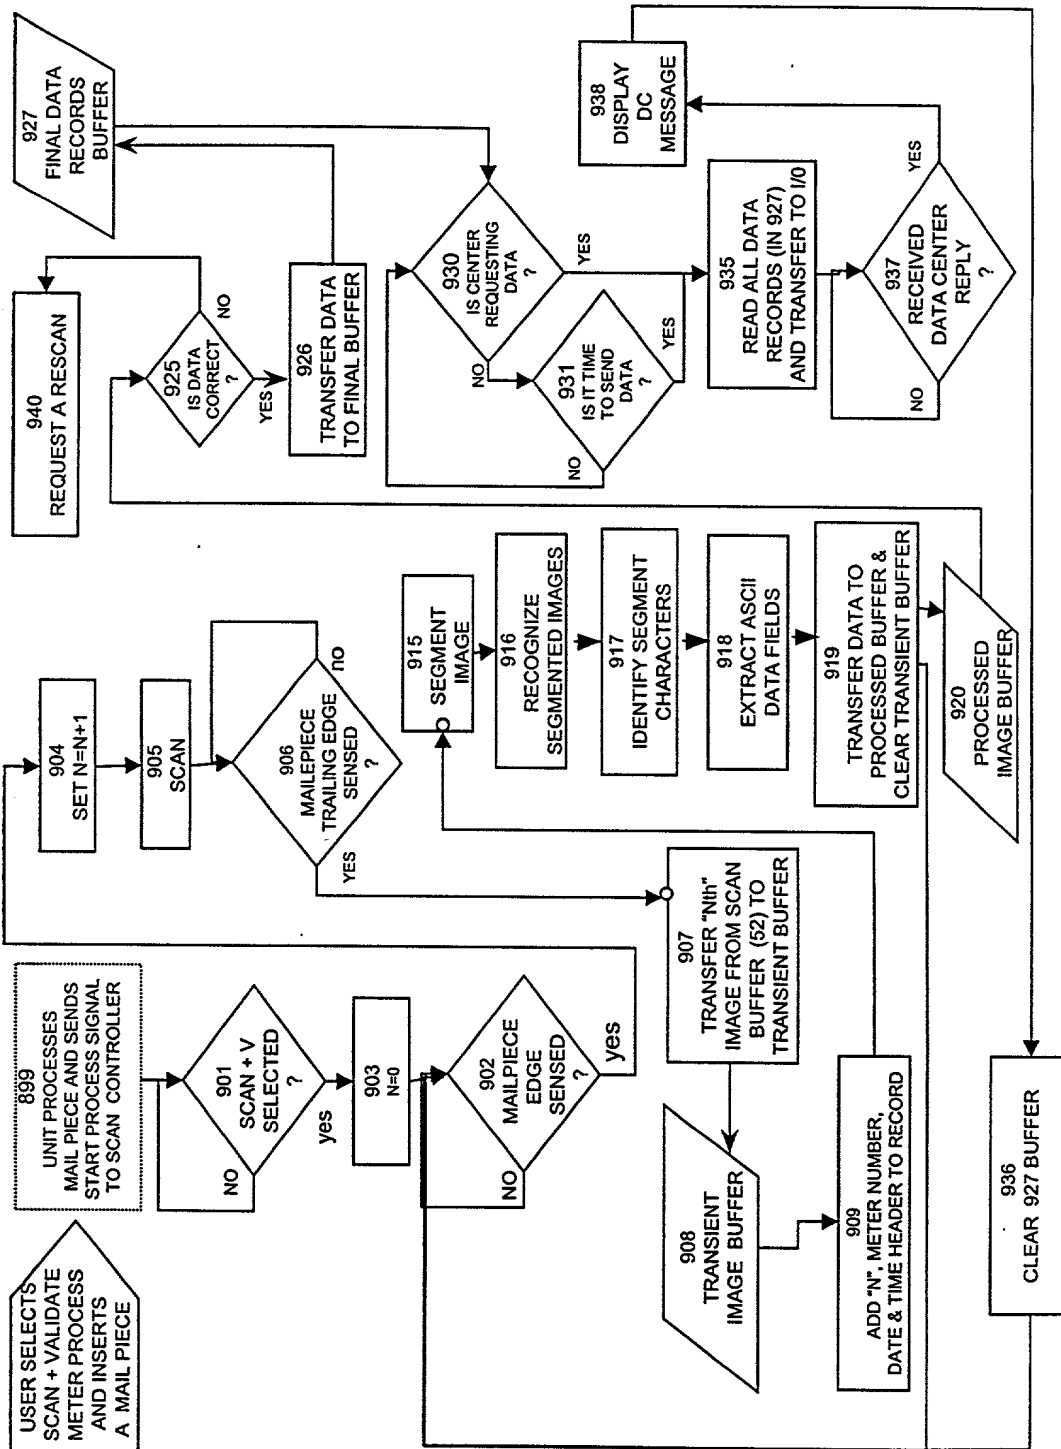 USER SELECTS
SCAN + VALIDATE
METER PROCESS
AND INSERTS
A MAIL PIECE
899
UNIT PROCESSES
MAIL PIECE AND SENDS
START PROCESS SIGNAL
TO SCAN CONTROLLER
901
SCAN + V
SELECTED
?
NO
yes
903
N=0
902
MAILPIECE
EDGE
SENSED
?
NO
yes
904
SET N=N+1
905
SCAN
906
MAILEPIECE
TRAILING EDGE
SENSED
?
no
YES
907
TRANSFER "Nth"
IMAGE FROM SCAN
BUFFER (52) TO
TRANSIENT BUFFER
908
TRANSIENT
IMAGE BUFFER
909
ADD "N", METER NUMBER,
DATE & TIME HEADER TO RECORD
915
SEGMENT
IMAGE
916
RECOGNIZE
SEGMENTED IMAGES
917
IDENTIFY SEGMENT
CHARACTERS
918
EXTRACT ASCII
DATA FIELDS
919
TRANSFER DATA TO
PROCESSED BUFFER &
CLEAR TRANSIENT BUFFER
920
PROCESSED
IMAGE BUFFER
940
REQUEST A RESCAN
925
IS DATA
CORRECT
?
NO
YES
926
TRANSFER DATA
TO FINAL BUFFER
927
FINAL DATA
RECORDS
BUFFER
930
IS CENTER
REQUESTING
DATA
?
NO
YES
931
IS IT TIME
TO SEND
DATA
?
NO
YES
935
READ ALL DATA
RECORDS (IN 927)
AND TRANSFER TO I/0
937
RECEIVED
DATA CENTER
REPLY
?
NO
YES
938
DISPLAY
DC
MESSAGE
936
CLEAR 927 BUFFER